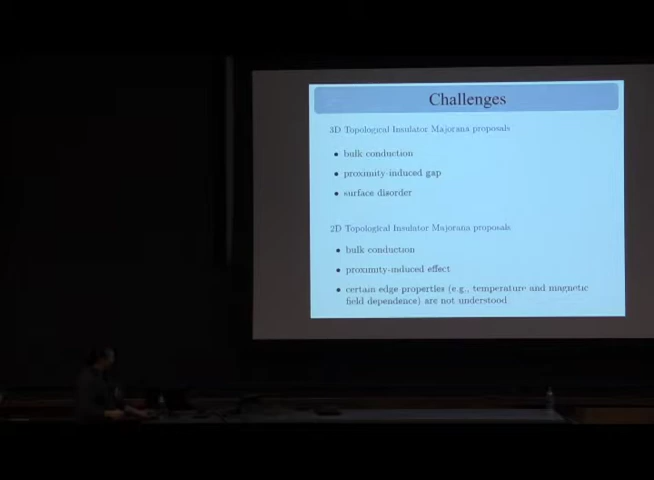 Challenges
3D Topological Insulator Majorana proposals
• bulk conduction
• proximity-induced gap
• surface disorder
2D Topological Insulator Majorana proposals
• bulk conduction
• proximity-induced effect
• certain edge properties (e.g., temperature and magnetic
field dependence) are not understood